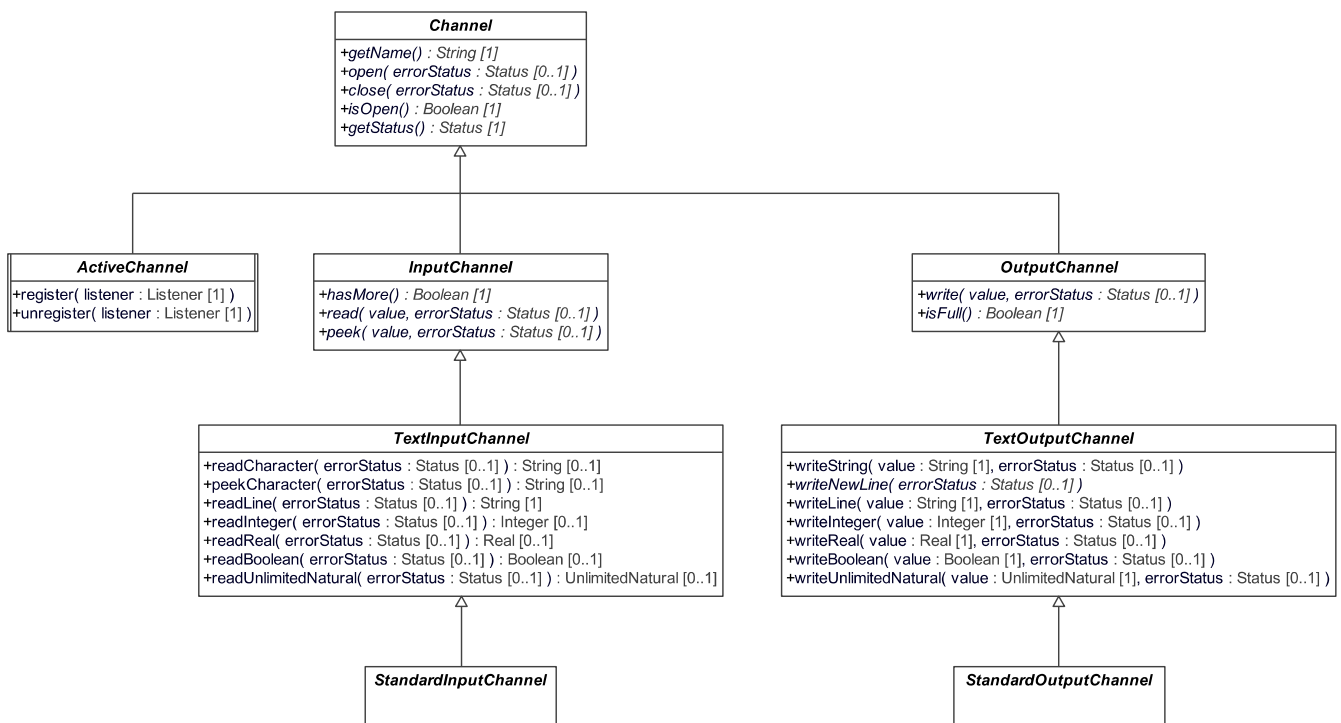 Channel
+getName() : String [1]
+open( errorStatus : Status [0..1] )
+close( errorStatus : Status [0..1] )
+isOpen() : Boolean [1]
+getStatus() : Status [1]
ActiveChannel
+register( listener : Listener [1] )
+unregister( listener : Listener [1] )
InputChannel
+hasMore() : Boolean [1]
+read( value, errorStatus : Status [0..1] )
+peek( value, errorStatus : Status [0..1] )
OutputChannel
+write( value, errorStatus : Status [0..1] )
+isFull() : Boolean [1]
TextInputChannel
+readCharacter( errorStatus : Status [0..1] ) : String [0..1]
+peekCharacter( errorStatus : Status [0..1] ) : String [0..1]
+readLine( errorStatus : Status [0..1] ) : String [1]
+readInteger( errorStatus : Status [0..1] ) : Integer [0..1]
+readReal( errorStatus : Status [0..1] ) : Real [0..1]
+readBoolean( errorStatus : Status [0..1] ) : Boolean [0..1]
+readUnlimitedNatural( errorStatus : Status [0..1] ) : UnlimitedNatural [0..1]
TextOutputChannel
+writeString( value : String [1], errorStatus : Status [0..1] )
+writeNewLine( errorStatus : Status [0..1] )
+writeLine( value : String [1], errorStatus : Status [0..1] )
+writeInteger( value : Integer [1], errorStatus : Status [0..1] )
+writeReal( value : Real [1], errorStatus : Status [0..1] )
+writeBoolean( value : Boolean [1], errorStatus : Status [0..1] )
+writeUnlimitedNatural( value : UnlimitedNatural [1], errorStatus : Status [0..1] )
StandardInputChannel
StandardOutputChannel